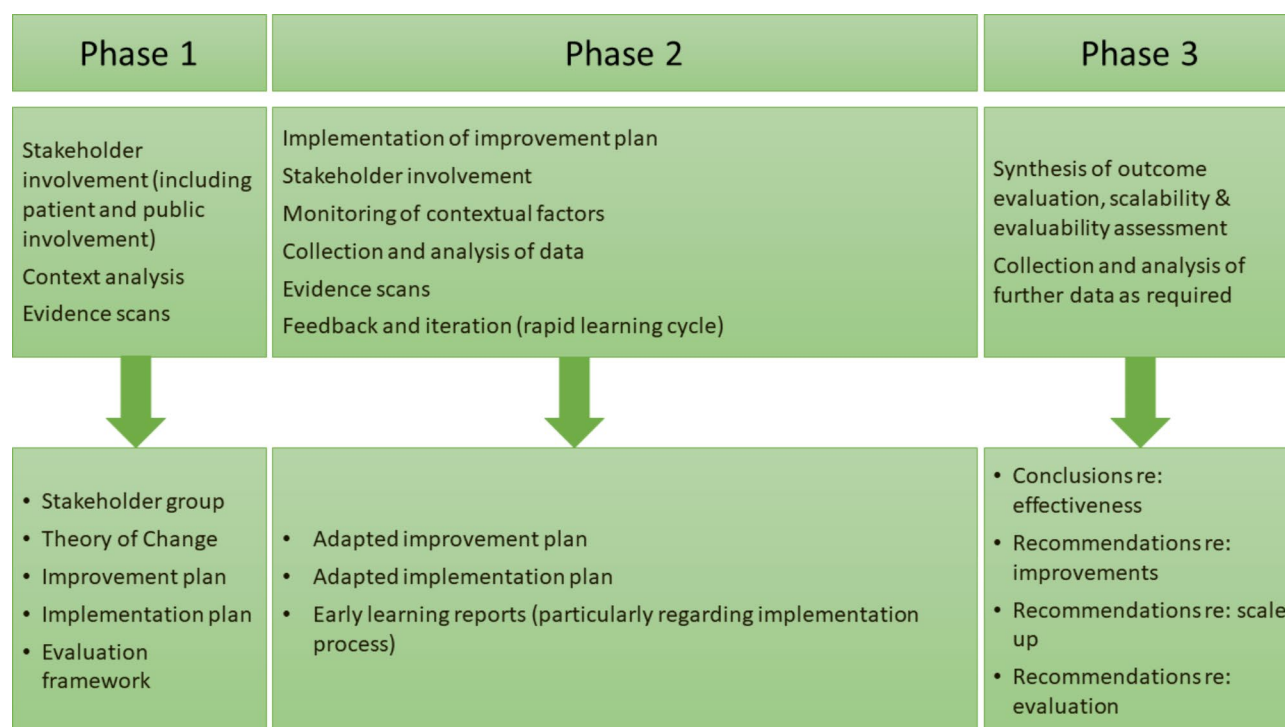 Phase 1
Phase 2
Phase 3
Stakeholder
involvement (including
patient and public
involvement)
Context analysis
Evidence scans
Implementation of improvement plan
Stakeholder involvement
Monitoring of contextual factors
Collection and analysis of data
Evidence scans
Feedback and iteration (rapid learning cycle)
Synthesis of outcome
evaluation, scalability &
evaluability assessment
Collection and analysis of
further data as required
• Stakeholder group
• Theory of Change
• Improvement plan
• Implementation plan
• Evaluation
framework
• Adapted improvement plan
• Adapted implementation plan
• Early learning reports (particularly regarding implementation
process)
• Conclusions re:
effectiveness
• Recommendations re:
improvements
• Recommendations re: scale
up
• Recommendations re:
evaluation